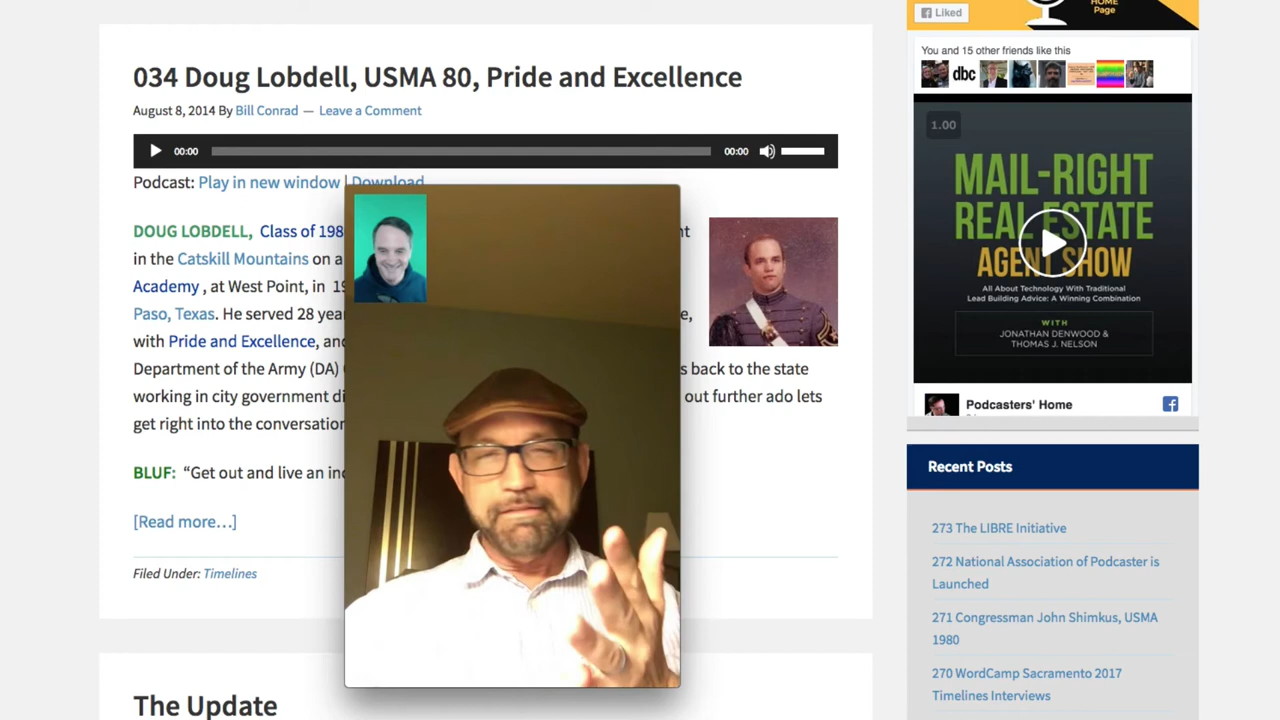 034 Doug Lobdell, USMA 80, Pride and Excellence
August 8, 2014 By Bill Conrad — Leave a Comment
00:00
00:00
Podcast: Play in new window | Download
DOUG LOBDELL, Class of 198
in the Catskill Mountains on a
Academy , at West Point, in 19
Paso, Texas. He served 28 yea
with Pride and Excellence, and
Department of the Army (DA)
s back to the state
working in city government di
out further ado lets
get right into the conversation
BLUF: “Get out and live an inc
[Read more…]
Filed Under: Timelines
The Update
HOME
Page
Liked
You and 15 other friends like this
dbc
1.00
MAIL-RIGHT
REAL ESTATE
AGENT SHOW
All About Technology With Traditional
Lead Building Advice: A Winning Combination
WITH
JONATHAN DENWOOD &
THOMAS J. NELSON
Podcasters' Home
Recent Posts
273 The LIBRE Initiative
272 National Association of Podcaster is
Launched
271 Congressman John Shimkus, USMA
1980
270 WordCamp Sacramento 2017
Timelines Interviews